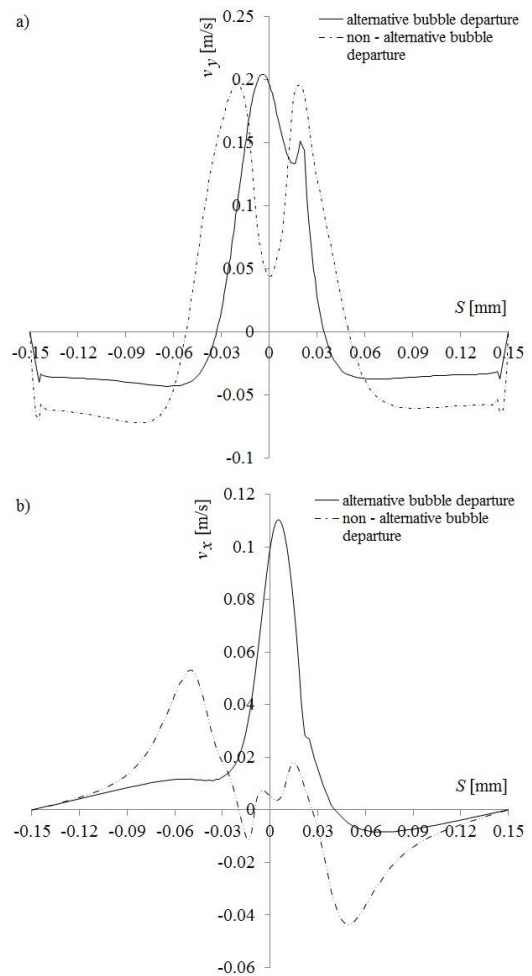 a)
0.25
v_y [m/s]
alternative bubble departure
non - alternative bubble
departure
0.2
0.15
0.1
0.05
S [mm]
0
-0.15 -0.12 -0.09 -0.06 -0.03 0 0.03 0.06 0.09 0.12 0.15
-0.05
-0.1
b)
0.12
v_x [m/s]
alternative bubble departure
non - alternative bubble
departure
0.1
0.08
0.06
0.04
0.02
S [mm]
0
-0.15 -0.12 -0.09 -0.06 -0.03 0 0.03 0.06 0.09 0.12 0.15
-0.02
-0.04
-0.06